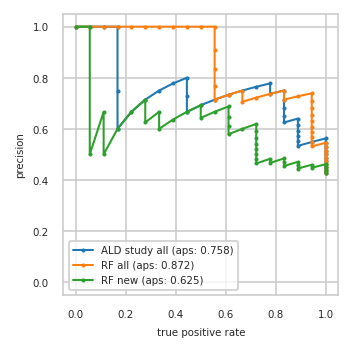 1.0
0.8
0.6
0.4
0.2
0.0
precision
ALD study all (aps: 0.758)
RF all (aps: 0.872)
RF new (aps: 0.625)
0.0 0.2 0.4 0.6 0.8 1.0
true positive rate